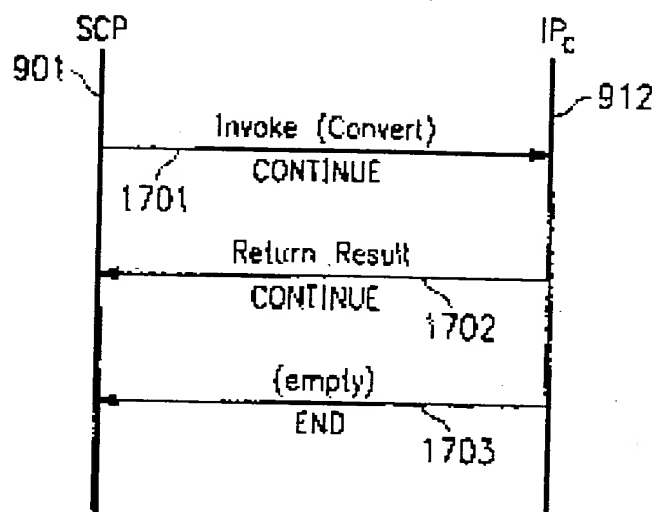 SCP IPc
901 912
Invoke (Convert)
CONTINUE
1701
Return Result
CONTINUE
1702
(empty)
END
1703